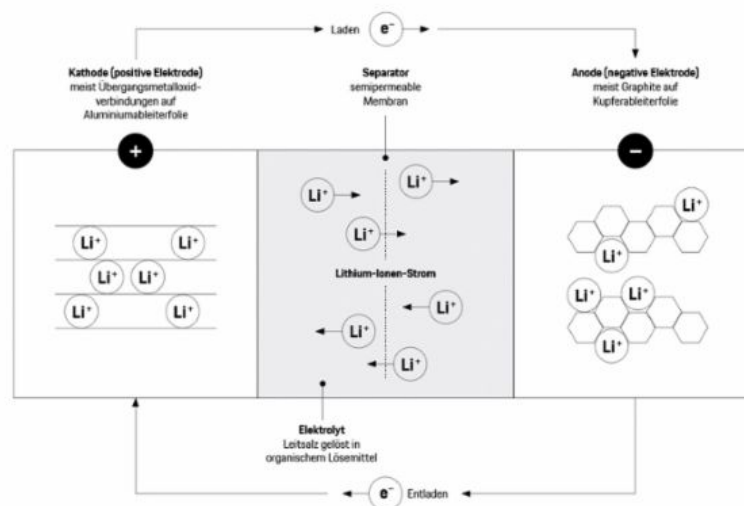 Laden
e⁻
Kathode (positive Elektrode)
meist Übergangsmetalloxid-
verbindungen auf
Aluminiumableiterfolie
Separator
semipermeable
Membran
Anode (negative Elektrode)
meist Graphite auf
Kupferableiterfolie
+
−
Li⁺
Li⁺
Li⁺
Li⁺
Li⁺
Li⁺
Li⁺ Li⁺
Li⁺
Li⁺
Li⁺
Lithium-Ionen-Strom
Li⁺ Li⁺
Li⁺
Li⁺
Li⁺
Li⁺
Li⁺
Elektrolyt
Leitsalz gelöst in
organischem Lösemittel
e⁻
Entladen